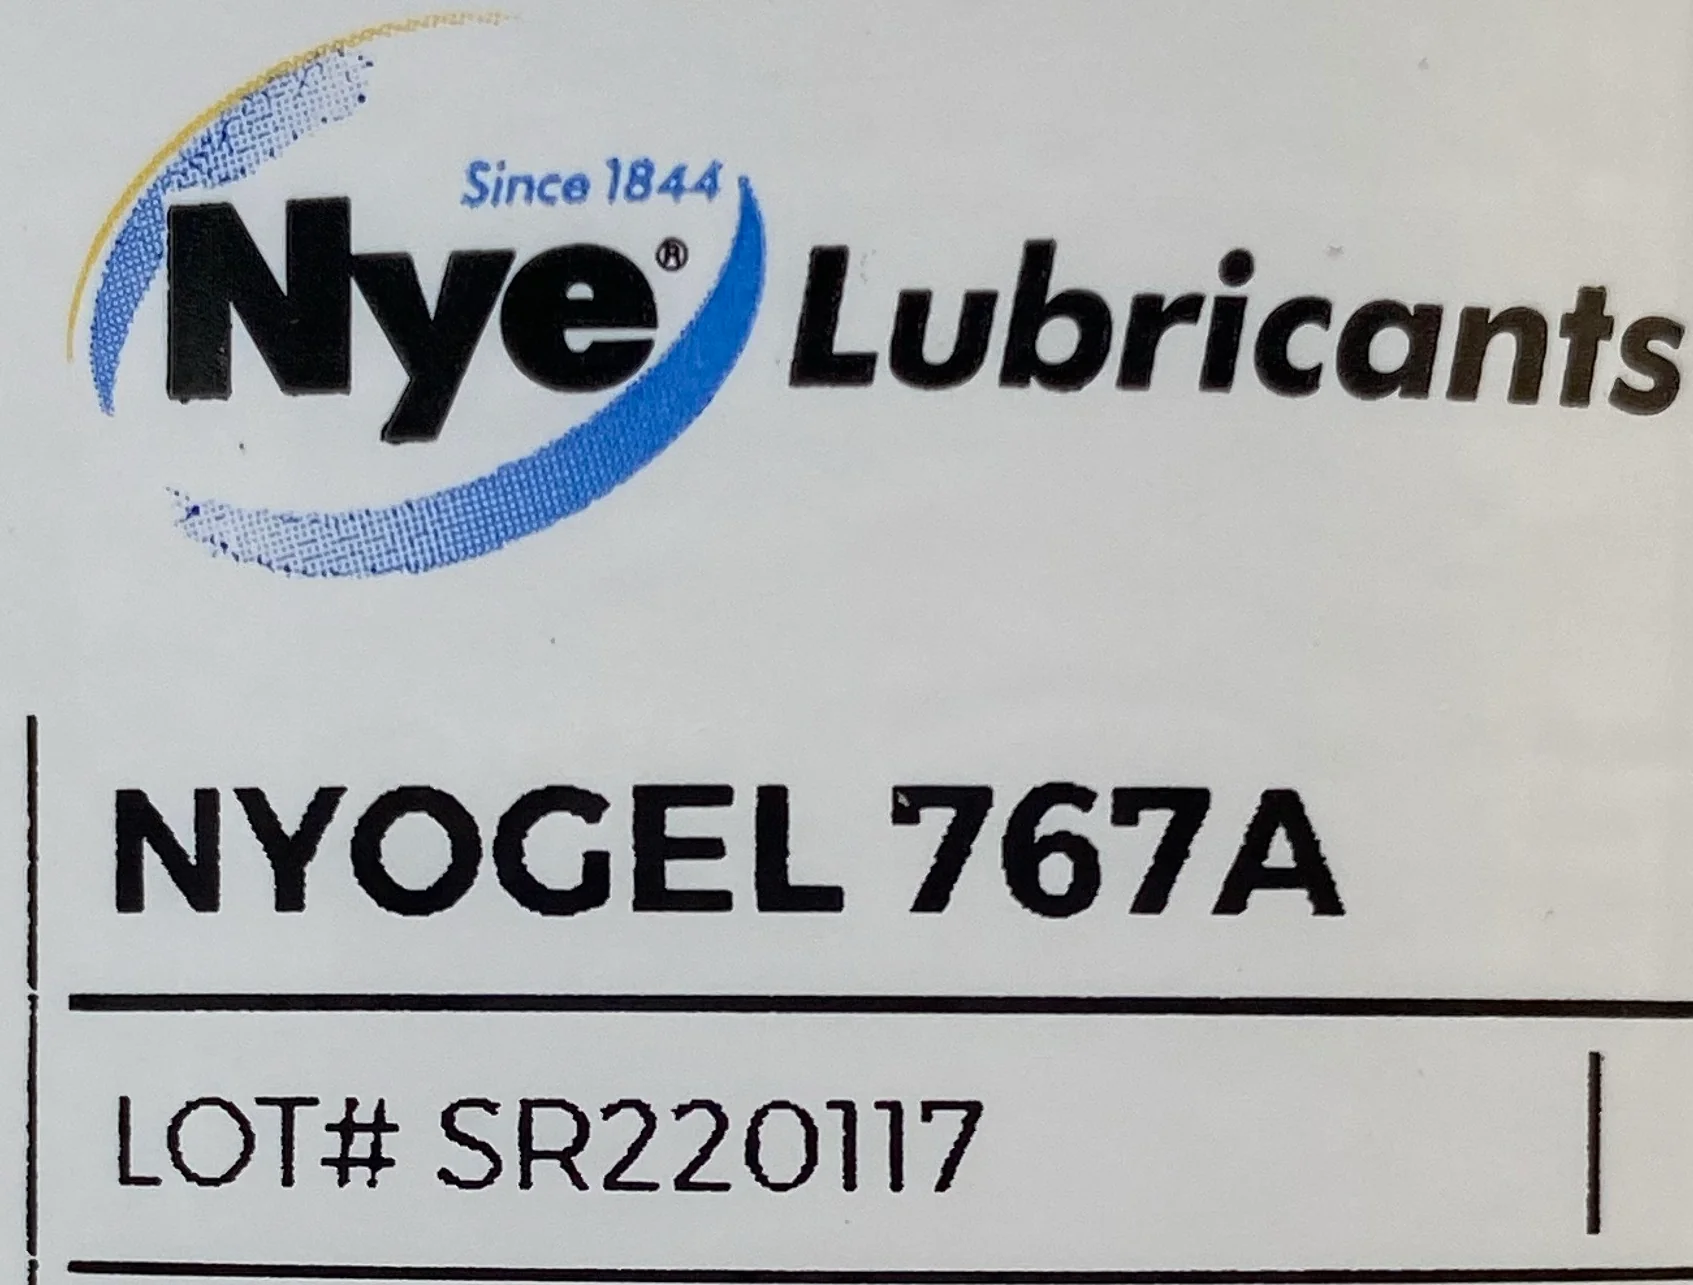 Since 1844
Nye® Lubricants
NYOGEL 767A
LOT# SR220117